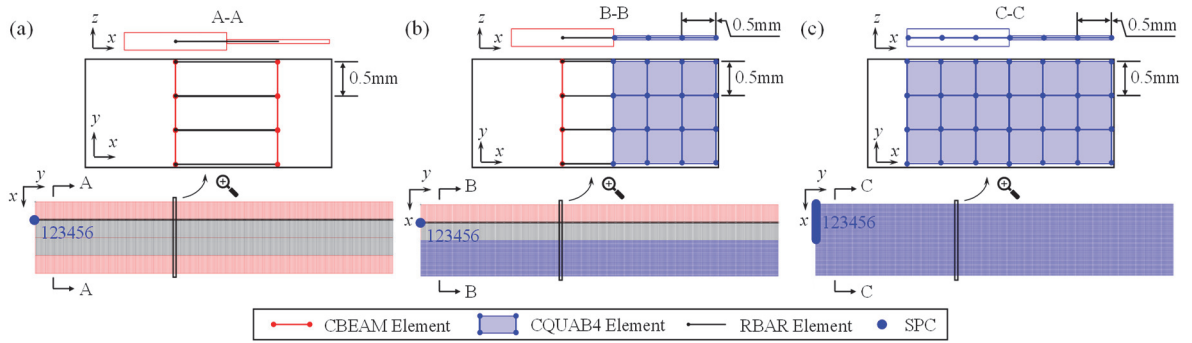 (a)
A-A
z
x
0.5mm
y
x
y
x
A
123456
A
(b)
B-B
z
x
0.5mm
0.5mm
y
x
y
x
B
123456
B
(c)
C-C
z
x
0.5mm
0.5mm
y
x
y
x
C
123456
C
CBEAM Element
CQUAB4 Element
RBAR Element
SPC